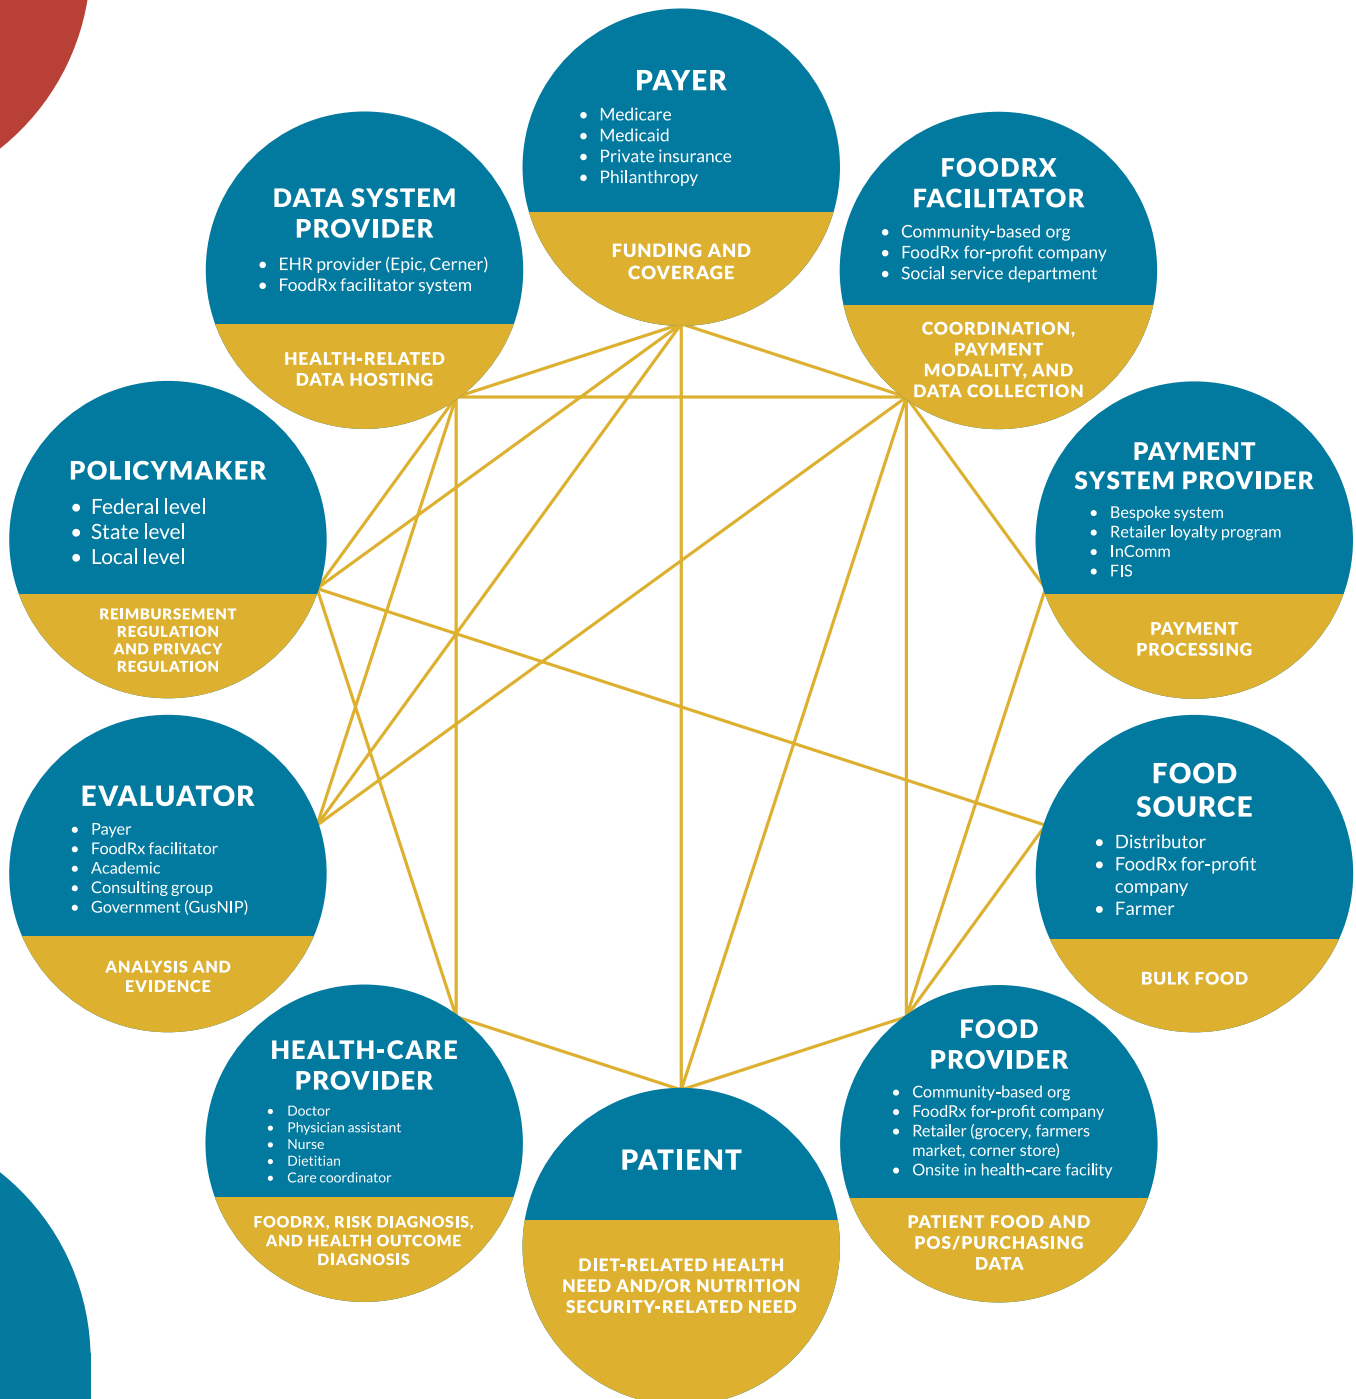 PAYER
• Medicare
• Medicaid
• Private insurance
• Philanthropy
FUNDING AND
COVERAGE
FOODRX
FACILITATOR
• Community-based org
• FoodRx for-profit company
• Social service department
COORDINATION,
PAYMENT
MODALITY, AND
DATA COLLECTION
PAYMENT
SYSTEM PROVIDER
• Bespoke system
• Retailer loyalty program
• InComm
• FIS
PAYMENT
PROCESSING
FOOD
SOURCE
• Distributor
• FoodRx for-profit
company
• Farmer
BULK FOOD
FOOD
PROVIDER
• Community-based org
• FoodRx for-profit company
• Retailer (grocery, farmers
market, corner store)
• Onsite in health-care facility
PATIENT FOOD AND
POS/PURCHASING
DATA
PATIENT
DIET-RELATED HEALTH
NEED AND/OR NUTRITION
SECURITY-RELATED NEED
HEALTH-CARE
PROVIDER
• Doctor
• Physician assistant
• Nurse
• Dietitian
• Care coordinator
FOODRX, RISK DIAGNOSIS,
AND HEALTH OUTCOME
DIAGNOSIS
EVALUATOR
• Payer
• FoodRx facilitator
• Academic
• Consulting group
• Government (GusNIP)
ANALYSIS AND
EVIDENCE
POLICYMAKER
• Federal level
• State level
• Local level
REIMBURSEMENT
REGULATION
AND PRIVACY
REGULATION
DATA SYSTEM
PROVIDER
• EHR provider (Epic, Cerner)
• FoodRx facilitator system
HEALTH-RELATED
DATA HOSTING